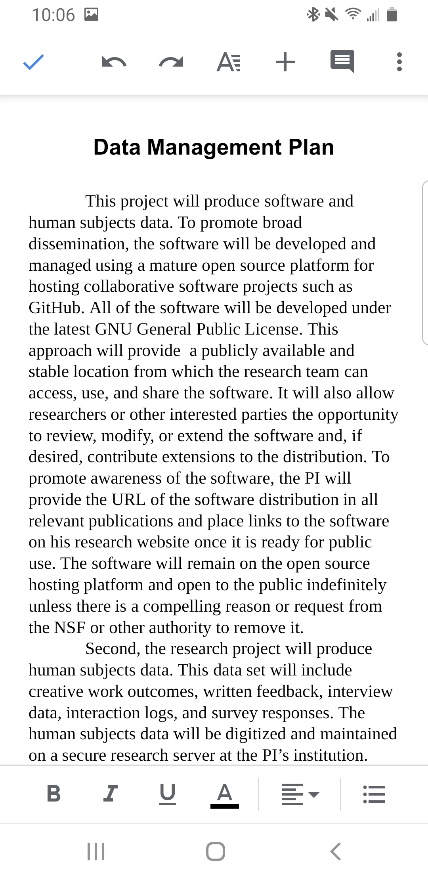 10:06
Data Management Plan
This project will produce software and
human subjects data. To promote broad
dissemination, the software will be developed and
managed using a mature open source platform for
hosting collaborative software projects such as
GitHub. All of the software will be developed under
the latest GNU General Public License. This
approach will provide  a publicly available and
stable location from which the research team can
access, use, and share the software. It will also allow
researchers or other interested parties the opportunity
to review, modify, or extend the software and, if
desired, contribute extensions to the distribution. To
promote awareness of the software, the PI will
provide the URL of the software distribution in all
relevant publications and place links to the software
on his research website once it is ready for public
use. The software will remain on the open source
hosting platform and open to the public indefinitely
unless there is a compelling reason or request from
the NSF or other authority to remove it.
Second, the research project will produce
human subjects data. This data set will include
creative work outcomes, written feedback, interview
data, interaction logs, and survey responses. The
human subjects data will be digitized and maintained
on a secure research server at the PI’s institution.
B I U A